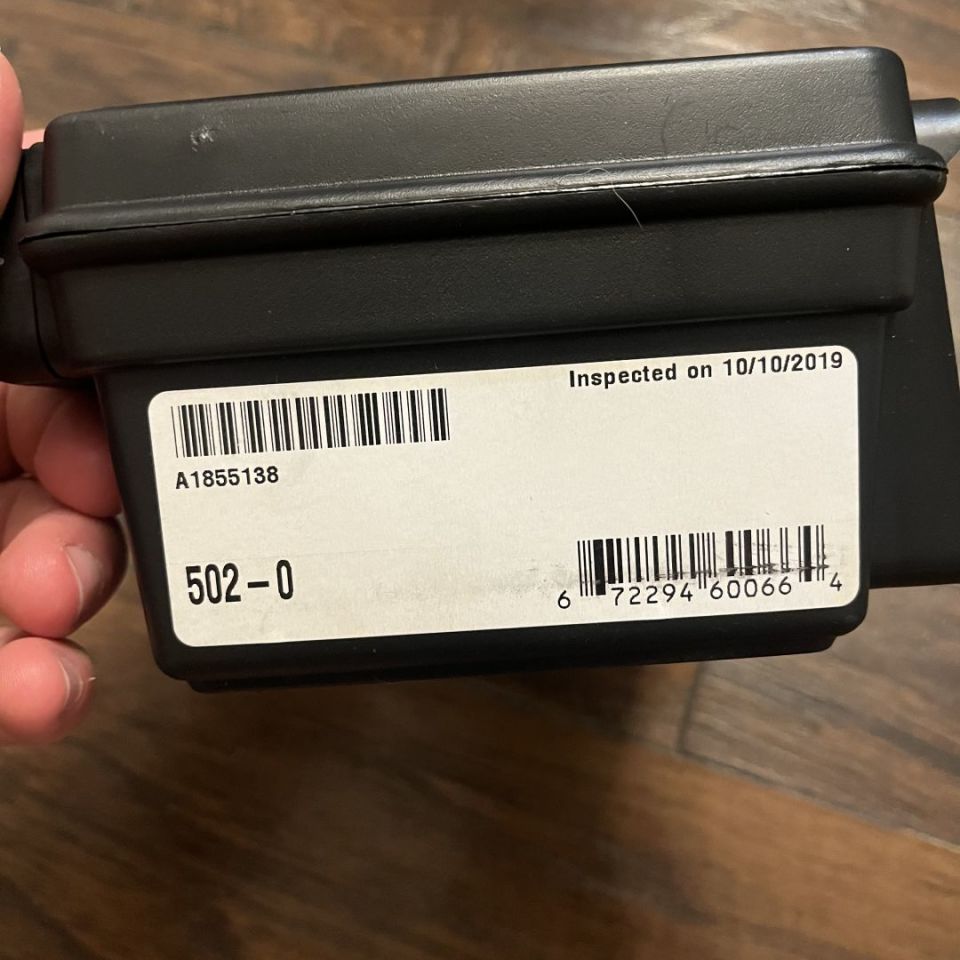 Inspected on 10/10/2019
A1855138
502-0
6 72294 60066 4